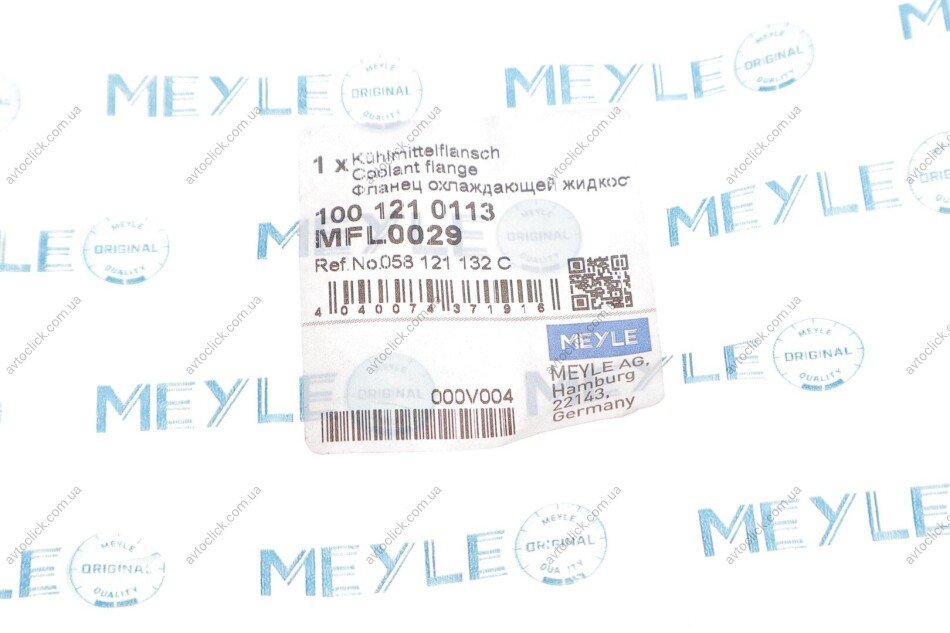 1 x Kühlmittelflansch
Coolant flange
Фланец охлаждающей жидкос
100 121 0113
MFL0029
Ref.No.058 121 132 C
4 040074 371916
MEYLE
MEYLE AG,
Hamburg
22143,
Germany
000V004
MEYLE
MEYLE ORIGINAL QUALITY
avtoclick.com.ua